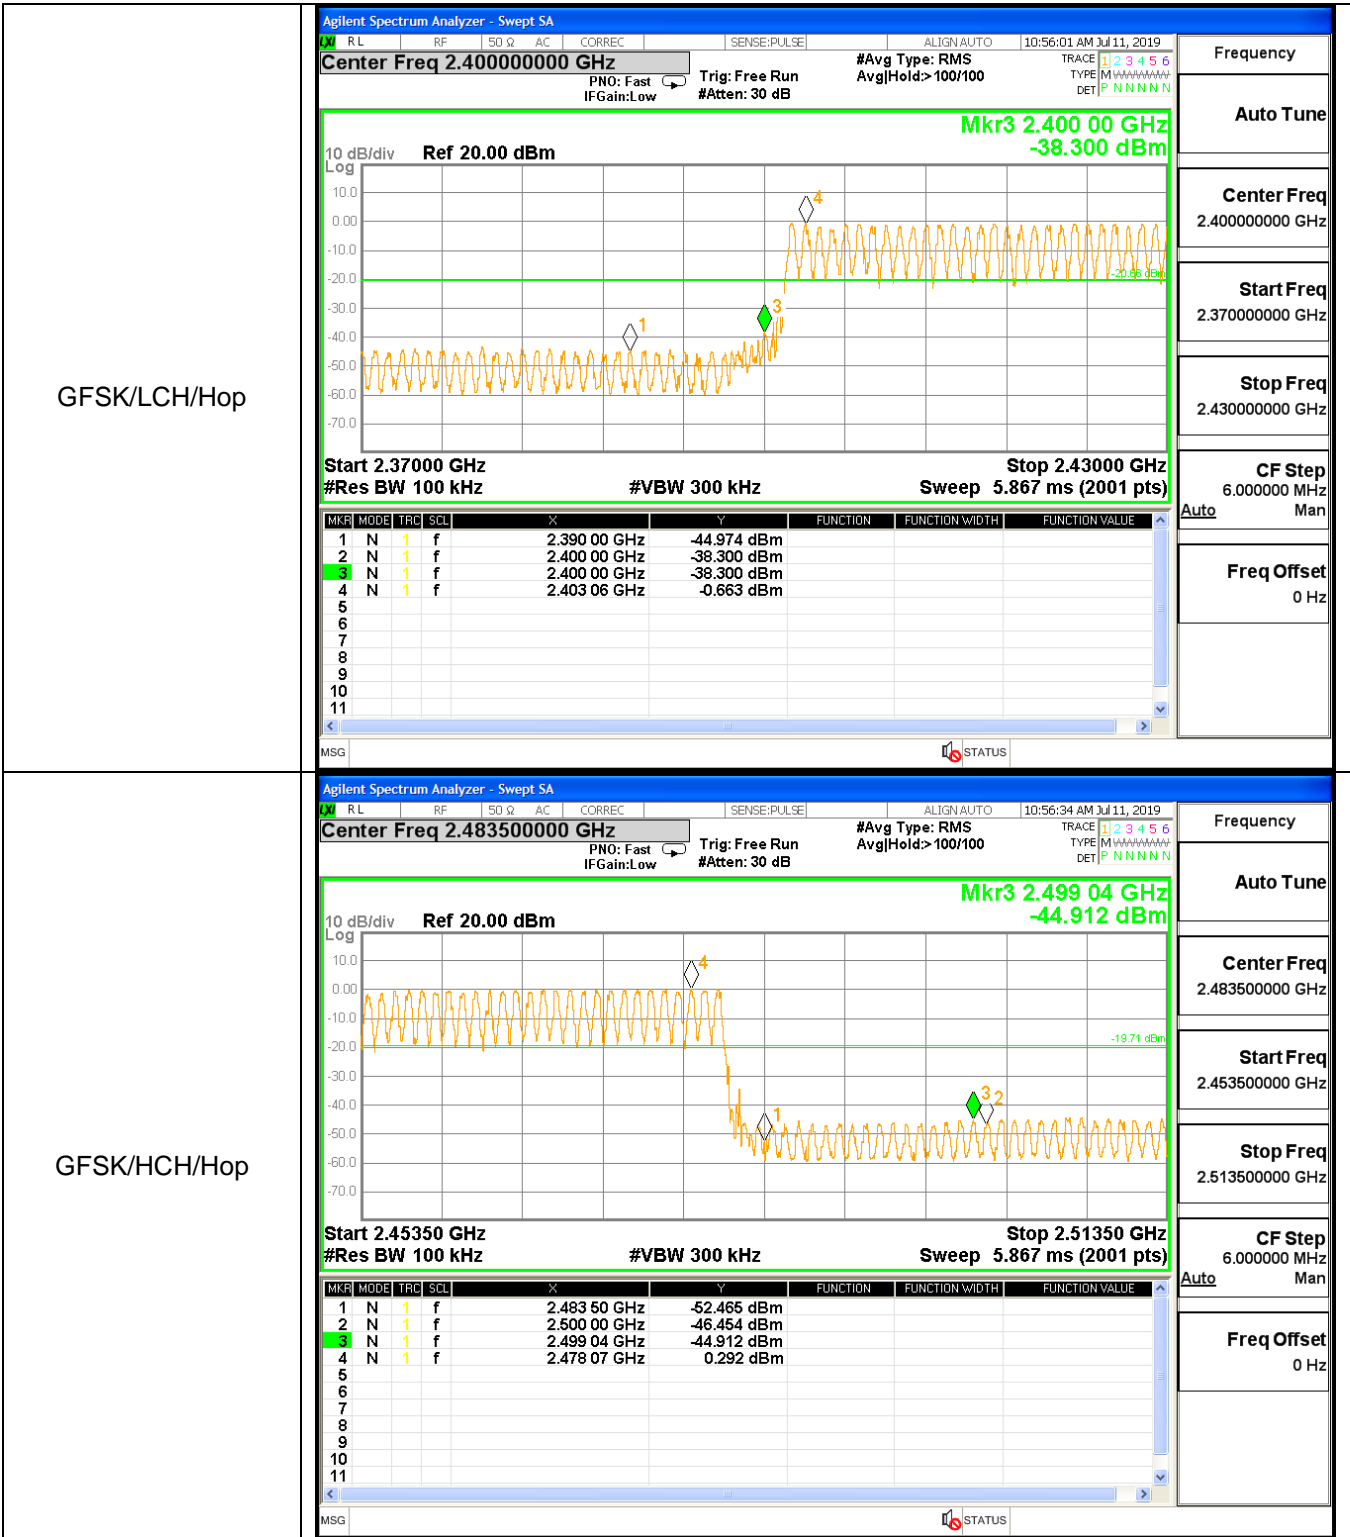 GFSK/LCH/Hop
Agilent Spectrum Analyzer - Swept SA
LXI RL RF 50 Ω AC CORREC SENSE:PULSE ALIGN AUTO 10:56:01 AM Jul 11, 2019
Center Freq 2.400000000 GHz
PNO: Fast
IFGain:Low
Trig: Free Run
#Atten: 30 dB
#Avg Type: RMS
Avg|Hold:>100/100
TRACE 1 2 3 4 5 6
TYPE M
DET P N N N N N
Mkr3 2.400 00 GHz
-38.300 dBm
10 dB/div Ref 20.00 dBm
Log
10.0
0.00
-10.0
-20.0
-30.0
-40.0
-50.0
-60.0
-70.0
1
3
4
-20.66 dBm
Start 2.37000 GHz Stop 2.43000 GHz
#Res BW 100 kHz #VBW 300 kHz Sweep 5.867 ms (2001 pts)
MKR MODE TRC SCL X Y FUNCTION FUNCTION WIDTH FUNCTION VALUE
1 N 1 f 2.390 00 GHz -44.974 dBm
2 N 1 f 2.400 00 GHz -38.300 dBm
3 N 1 f 2.400 00 GHz -38.300 dBm
4 N 1 f 2.403 06 GHz -0.663 dBm
5
6
7
8
9
10
11
MSG STATUS
Frequency
Auto Tune
Center Freq
2.400000000 GHz
Start Freq
2.370000000 GHz
Stop Freq
2.430000000 GHz
CF Step
6.000000 MHz
Auto Man
Freq Offset
0 Hz
GFSK/HCH/Hop
Agilent Spectrum Analyzer - Swept SA
LXI RL RF 50 Ω AC CORREC SENSE:PULSE ALIGN AUTO 10:56:34 AM Jul 11, 2019
Center Freq 2.483500000 GHz
PNO: Fast
IFGain:Low
Trig: Free Run
#Atten: 30 dB
#Avg Type: RMS
Avg|Hold:>100/100
TRACE 1 2 3 4 5 6
TYPE M
DET P N N N N N
Mkr3 2.499 04 GHz
-44.912 dBm
10 dB/div Ref 20.00 dBm
Log
10.0
0.00
-10.0
-20.0
-30.0
-40.0
-50.0
-60.0
-70.0
4
1
3
2
-19.71 dBm
Start 2.45350 GHz Stop 2.51350 GHz
#Res BW 100 kHz #VBW 300 kHz Sweep 5.867 ms (2001 pts)
MKR MODE TRC SCL X Y FUNCTION FUNCTION WIDTH FUNCTION VALUE
1 N 1 f 2.483 50 GHz -52.465 dBm
2 N 1 f 2.500 00 GHz -46.454 dBm
3 N 1 f 2.499 04 GHz -44.912 dBm
4 N 1 f 2.478 07 GHz 0.292 dBm
5
6
7
8
9
10
11
MSG STATUS
Frequency
Auto Tune
Center Freq
2.483500000 GHz
Start Freq
2.453500000 GHz
Stop Freq
2.513500000 GHz
CF Step
6.000000 MHz
Auto Man
Freq Offset
0 Hz